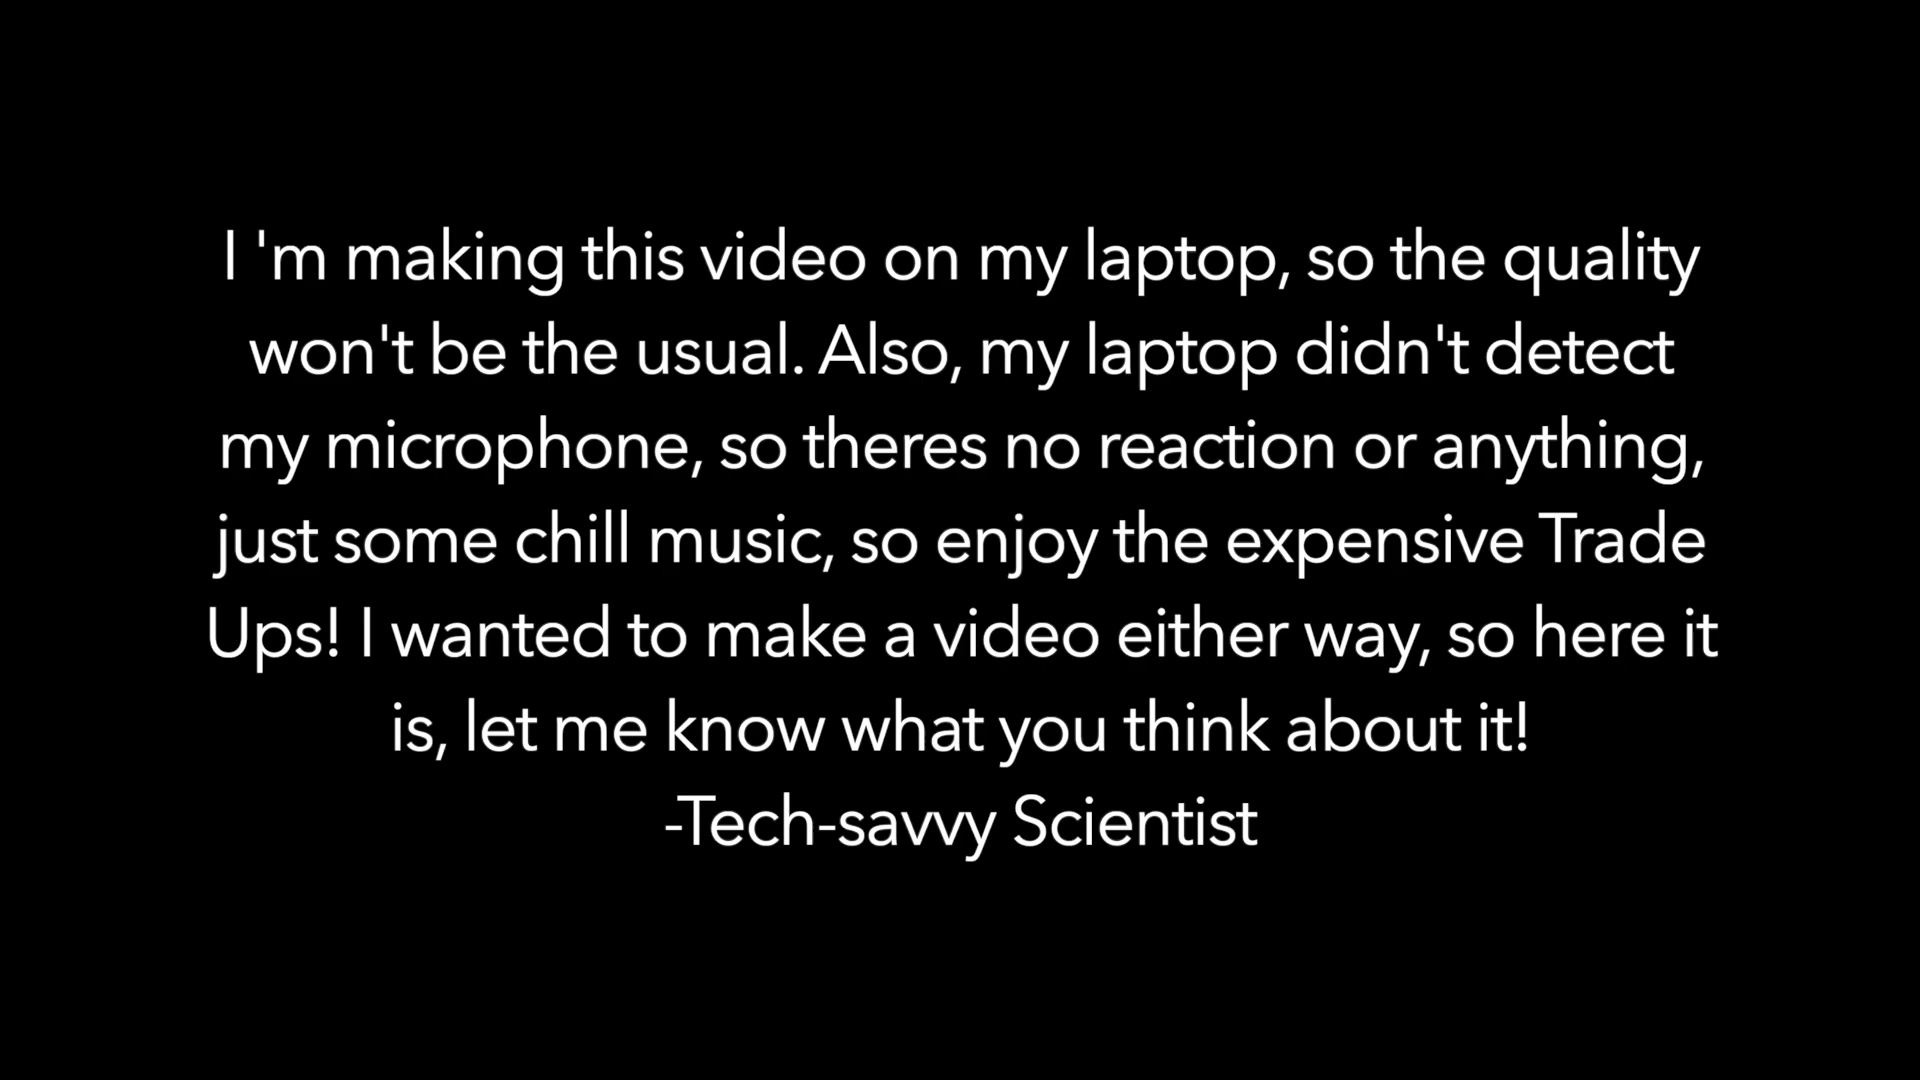 I 'm making this video on my laptop, so the quality
won't be the usual. Also, my laptop didn't detect
my microphone, so theres no reaction or anything,
just some chill music, so enjoy the expensive Trade
Ups! I wanted to make a video either way, so here it
is, let me know what you think about it!
-Tech-savvy Scientist